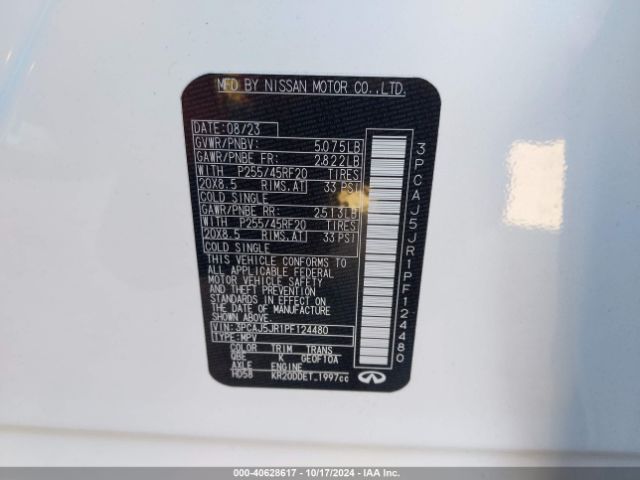 MFD BY NISSAN MOTOR CO.,LTD.
DATE: 08/23
GVWR/PNBV: 5.075LB
GAWR/PNBE FR: 2.822LB
WITH P255/45RF20 TIRES
20X8.5 RIMS.AT 33 PSI
COLD SINGLE
GAWR/PNBE RR: 2.513LB
WITH P255/45RF20 TIRES
20X8.5 RIMS.AT 33 PSI
COLD SINGLE
THIS VEHICLE CONFORMS TO
ALL APPLICABLE FEDERAL
MOTOR VEHICLE SAFETY
AND THEFT PREVENTION
STANDARDS IN EFFECT ON
THE DATE OF MANUFACTURE
SHOWN ABOVE.
VIN: 3PCAJ5JR1PF124480
TYPE: MPV
COLOR TRIM TRANS
QBE K GE0F10A
AXLE ENGINE
HD58 KR20DDET 1997cc
3PCAJ5JR1PF124480
000-40628617 - 10/17/2024 - IAA Inc.